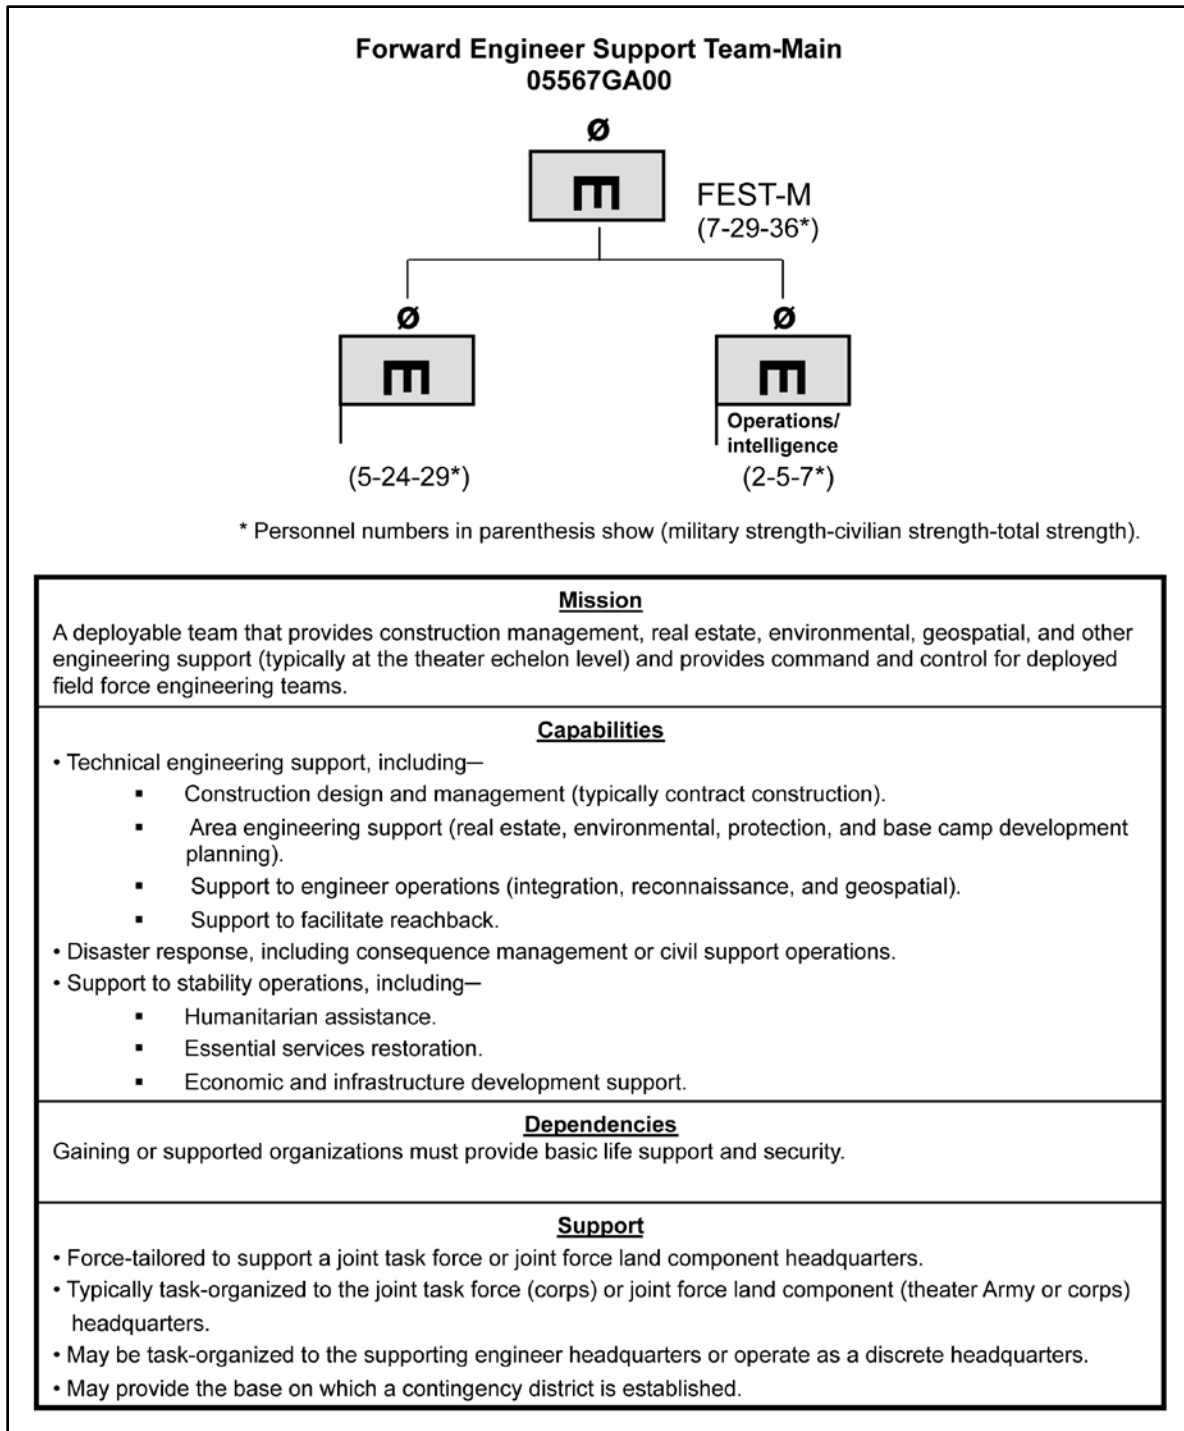 Forward Engineer Support Team-Main
05567GA00
Ø
E
FEST-M
(7-29-36*)
Ø
E
(5-24-29*)
Ø
E
Operations/
intelligence
(2-5-7*)
* Personnel numbers in parenthesis show (military strength-civilian strength-total strength).
Mission
A deployable team that provides construction management, real estate, environmental, geospatial, and other
engineering support (typically at the theater echelon level) and provides command and control for deployed
field force engineering teams.
Capabilities
• Technical engineering support, including—
▪ Construction design and management (typically contract construction).
▪ Area engineering support (real estate, environmental, protection, and base camp development
planning).
▪ Support to engineer operations (integration, reconnaissance, and geospatial).
▪ Support to facilitate reachback.
• Disaster response, including consequence management or civil support operations.
• Support to stability operations, including—
▪ Humanitarian assistance.
▪ Essential services restoration.
▪ Economic and infrastructure development support.
Dependencies
Gaining or supported organizations must provide basic life support and security.
Support
• Force-tailored to support a joint task force or joint force land component headquarters.
• Typically task-organized to the joint task force (corps) or joint force land component (theater Army or corps)
headquarters.
• May be task-organized to the supporting engineer headquarters or operate as a discrete headquarters.
• May provide the base on which a contingency district is established.